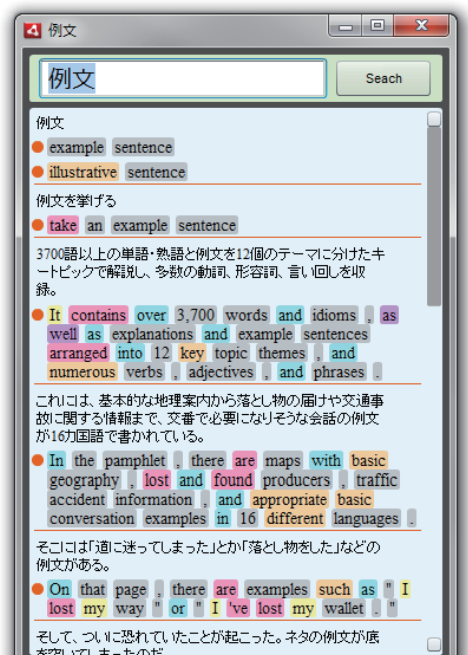 例文
例文
Seach
例文
example sentence
illustrative sentence
例文を挙げる
take an example sentence
3700語以上の単語・熟語と例文を12個のテーマに分けたキ
ートピックで解説し、多数の動詞、形容詞、言い回しを収
録。
It contains over 3,700 words and idioms , as
well as explanations and example sentences
arranged into 12 key topic themes , and
numerous verbs , adjectives , and phrases .
これには、基本的な地理案内から落とし物の届けや交通事
故に関する情報まで、交番で必要になりそうな会話の例文
が16カ国語で書かれている。
In the pamphlet , there are maps with basic
geography , lost and found producers , traffic
accident information , and appropriate basic
conversation examples in 16 different languages .
そこには「道に迷ってしまった」とか「落とし物をした」などの
例文がある。
On that page , there are examples such as " I
lost my way " or " I 've lost my wallet . "
そして、ついに恐れていたことが起こった。ネタの例文が底
を突いてしまったのだ